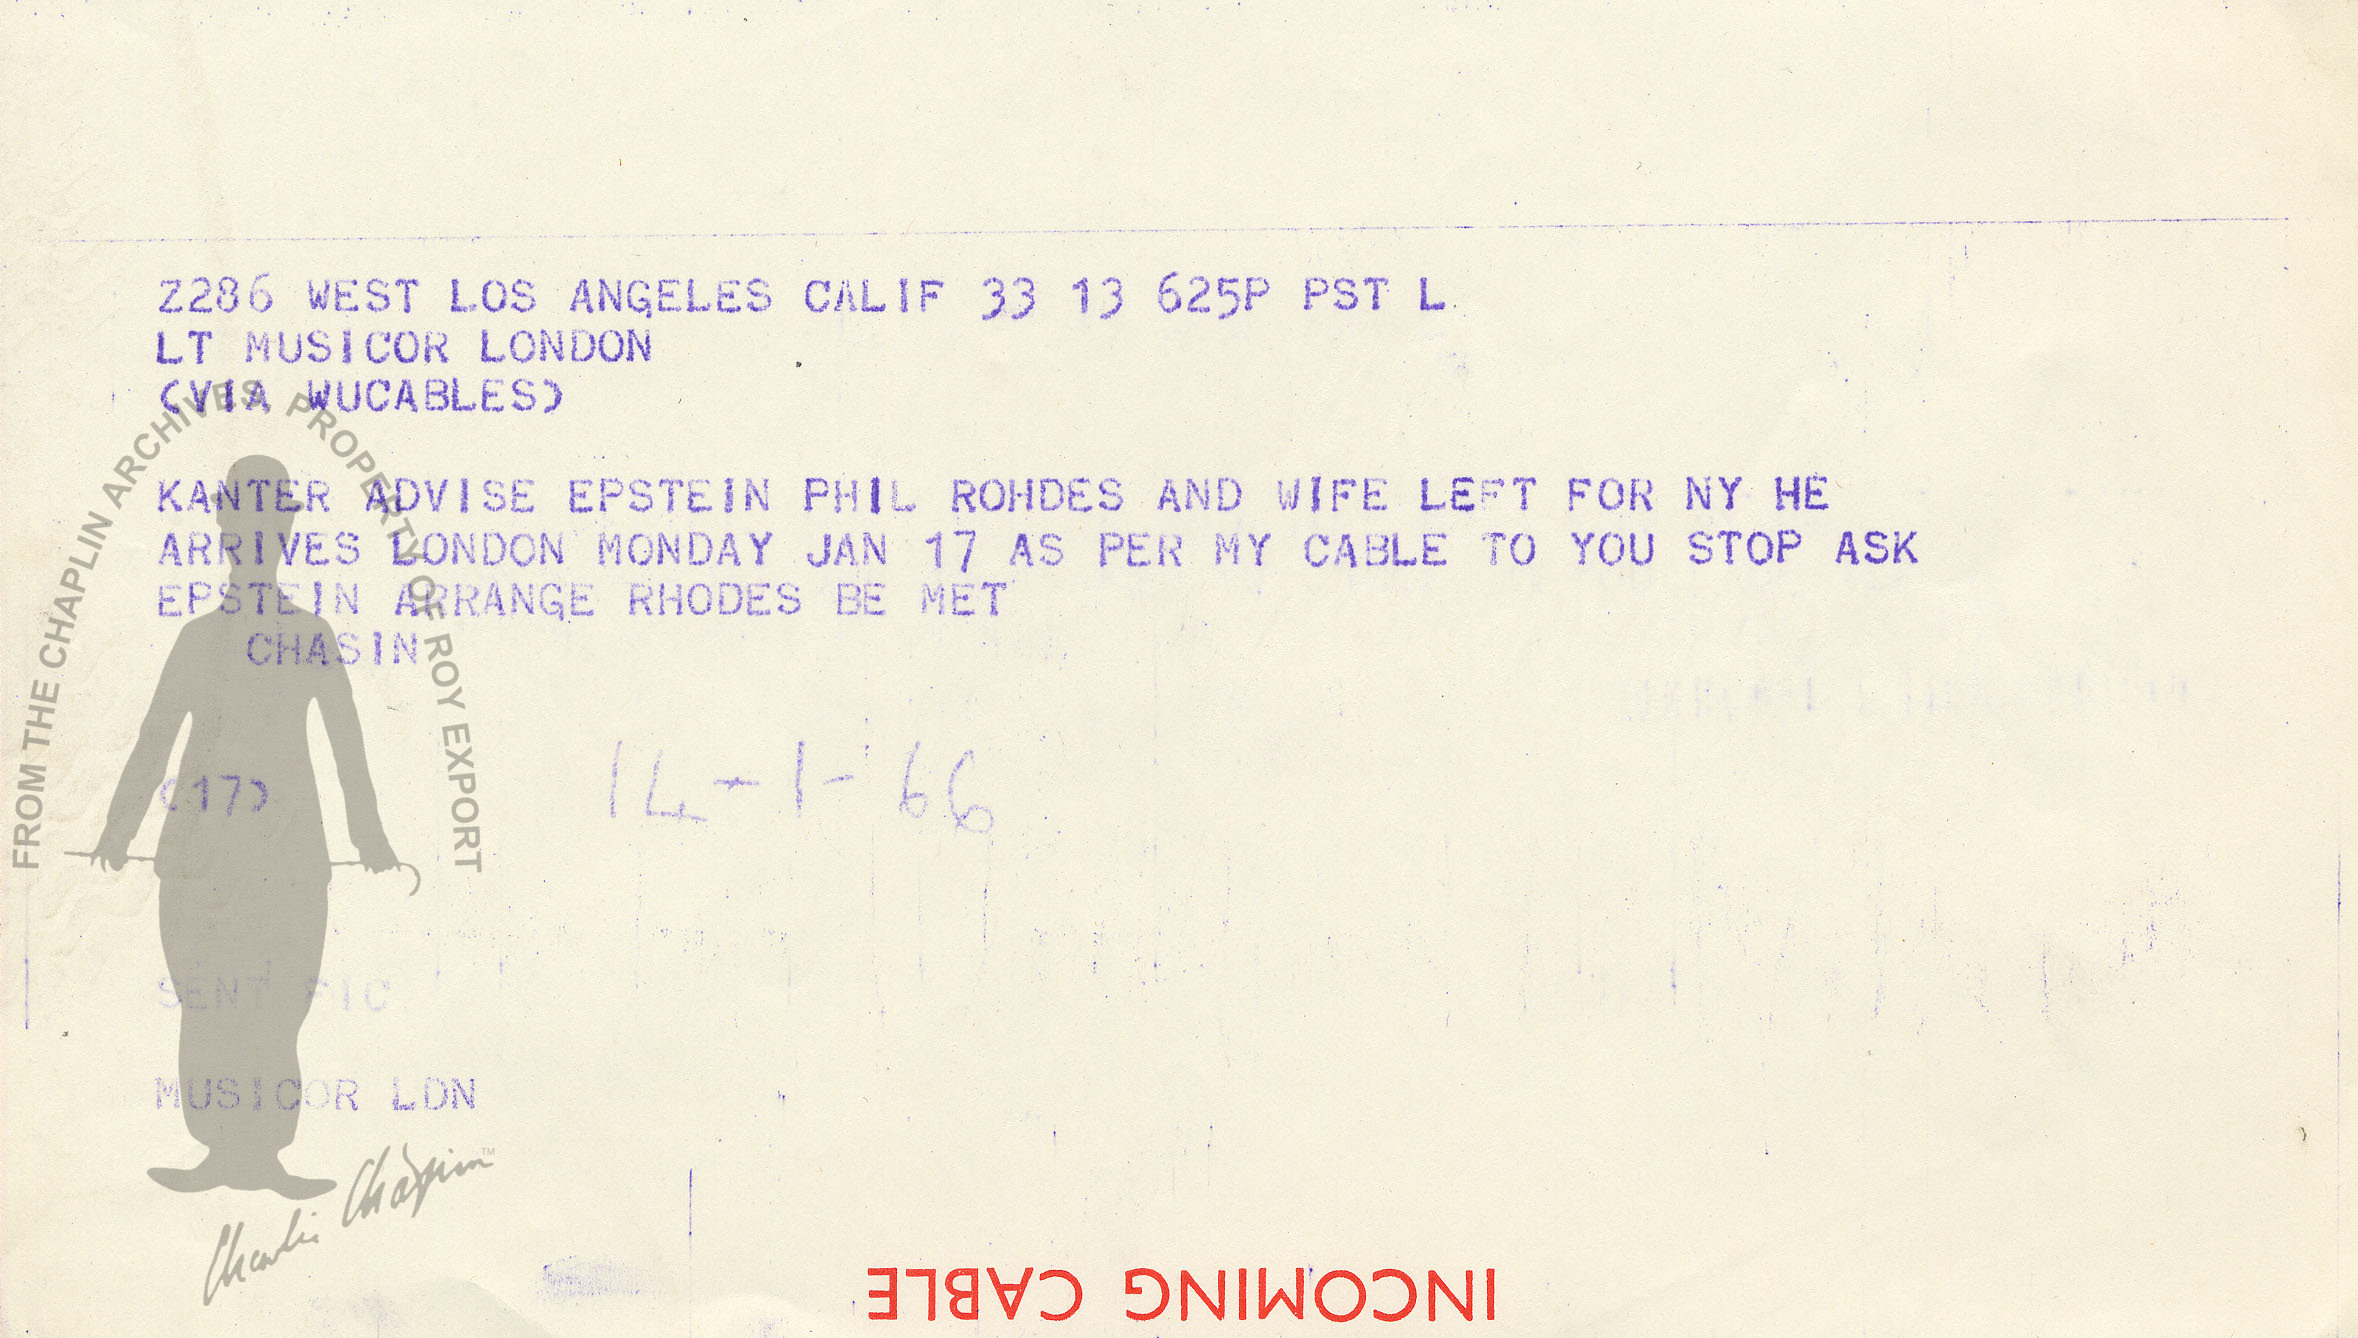 Z286 WEST LOS ANGELES CALIF 33 13 625P PST L
LT MUSICOR LONDON
(VIA WUCABLES)
KANTER ADVISE EPSTEIN PHIL ROHDES AND WIFE LEFT FOR NY HE
ARRIVES LONDON MONDAY JAN 17 AS PER MY CABLE TO YOU STOP ASK
EPSTEIN ARRANGE RHODES BE MET
CHASIN
(17)
14-1-66
SENT PIC
MUSICOR LDN
INCOMING CABLE
FROM THE CHAPLIN ARCHIVES PROPERTY OF ROY EXPORT
Charlie Chaplin™